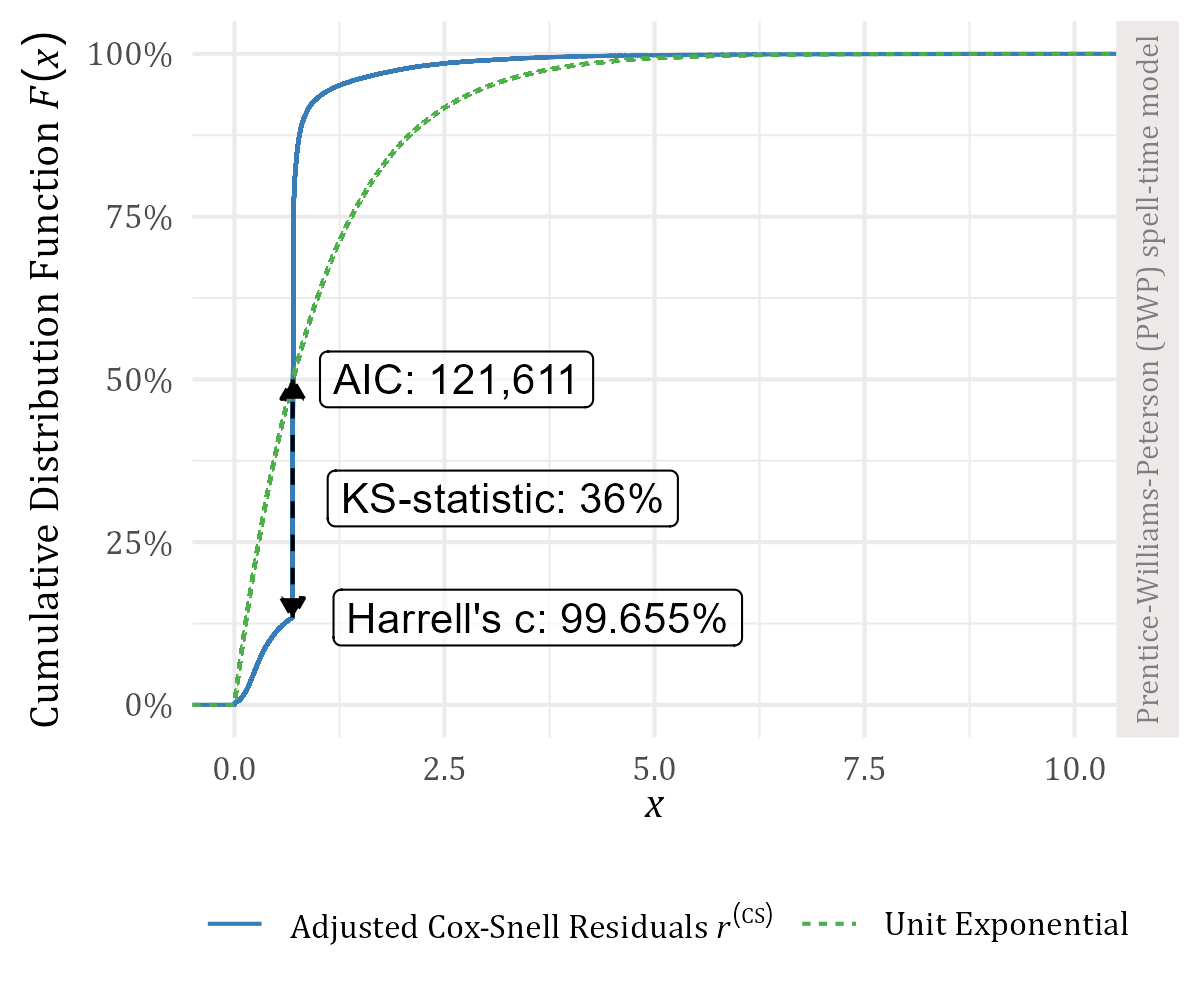 Cumulative Distribution Function F(x)
100%
75%
50%
25%
0%
AIC: 121,611
KS-statistic: 36%
Harrell's c: 99.655%
Prentice-Williams-Peterson (PWP) spell-time model
0.0 2.5 5.0 7.5 10.0
x
Adjusted Cox-Snell Residuals r(CS) Unit Exponential